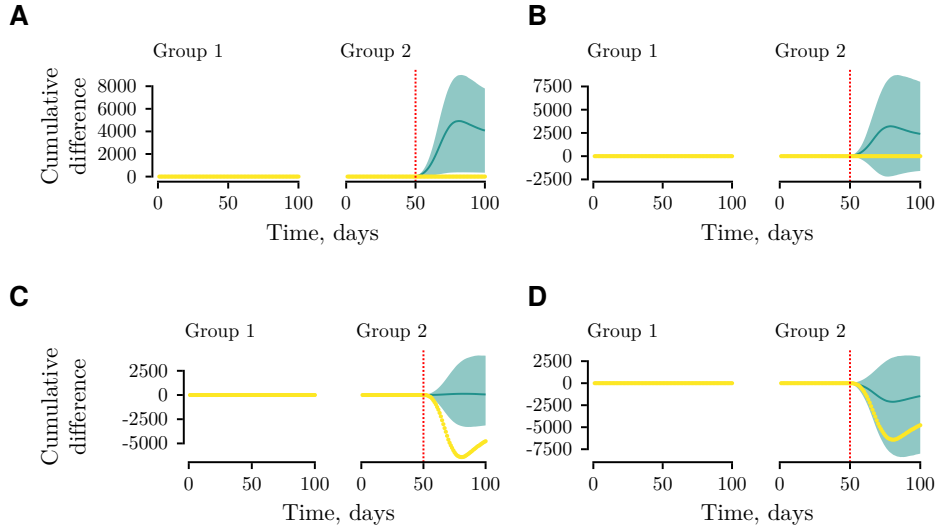 A
Group 1
Group 2
Cumulative
difference
8000
6000
4000
2000
0
0 50 100
0 50 100
Time, days
B
Group 1
Group 2
7500
5000
2500
0
-2500
0 50 100
0 50 100
Time, days
C
Group 1
Group 2
Cumulative
difference
2500
0
-2500
-5000
0 50 100
0 50 100
Time, days
D
Group 1
Group 2
2500
0
-2500
-5000
-7500
0 50 100
0 50 100
Time, days